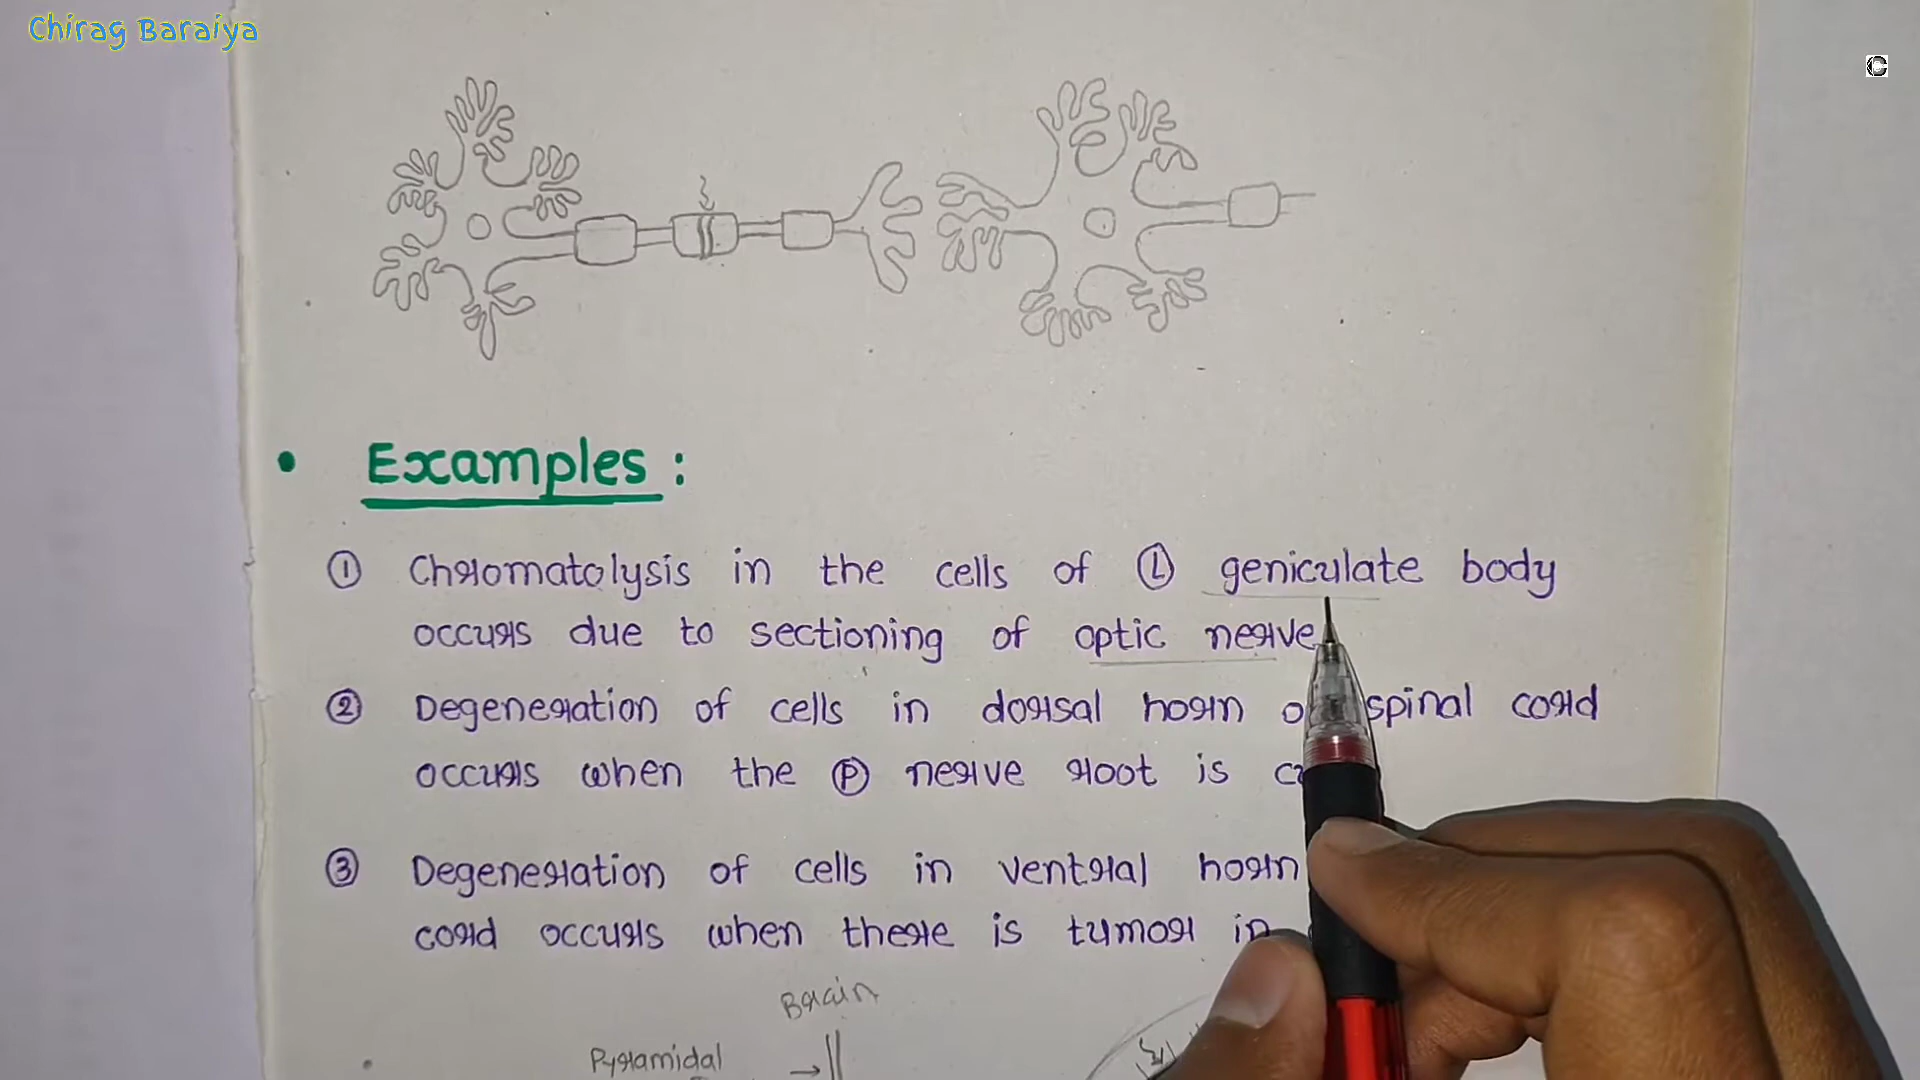 Chirag Baraiya
• Examples :
① Chromatolysis in the cells of Ⓛ geniculate body
occurs due to sectioning of optic nerve
② Degeneration of cells in dorsal horn spinal cord
occurs when the Ⓟ nerve root is
③ Degeneration of cells in ventral horn
cord occurs when there is tumor in
Brain
Pyramidal →